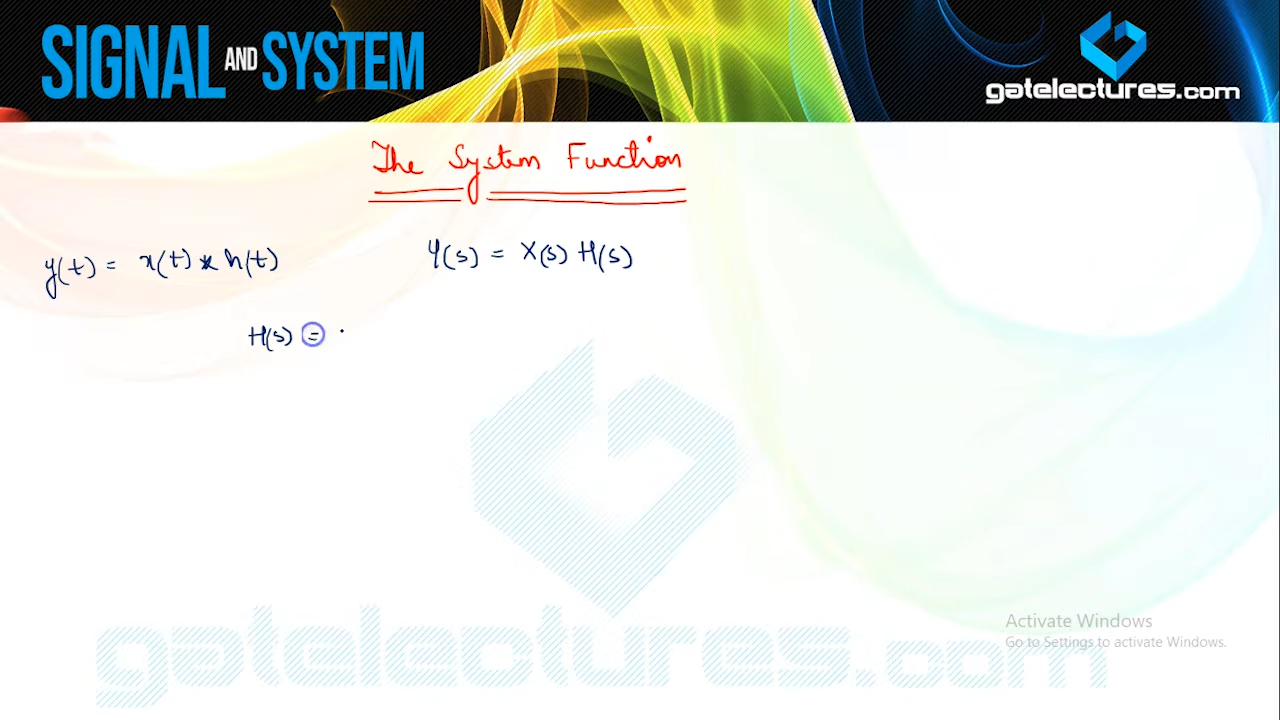 SIGNAL AND SYSTEM
gatelectures.com
The System Function
y(t) = x(t) * h(t)
Y(s) = X(s) H(s)
H(s) =
Activate Windows
Go to Settings to activate Windows.
gatelectures.com